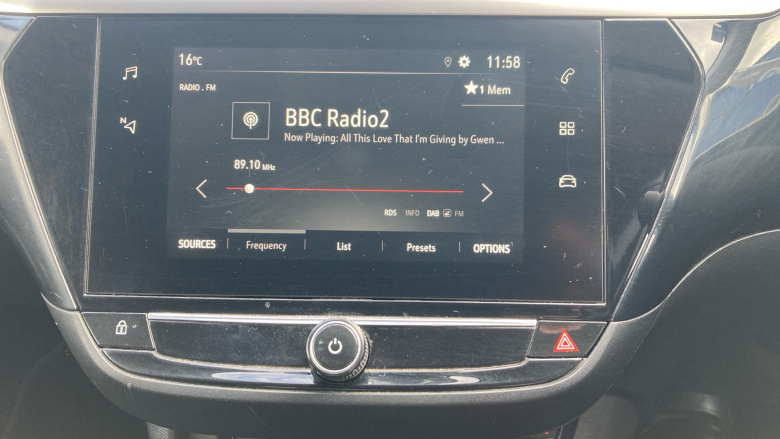 16°C 11:58
RADIO . FM
★1 Mem
N
BBC Radio2
Now Playing: All This Love That I'm Giving by Gwen ...
89.10 MHz
RDS INFO DAB FM
SOURCES Frequency List Presets OPTIONS